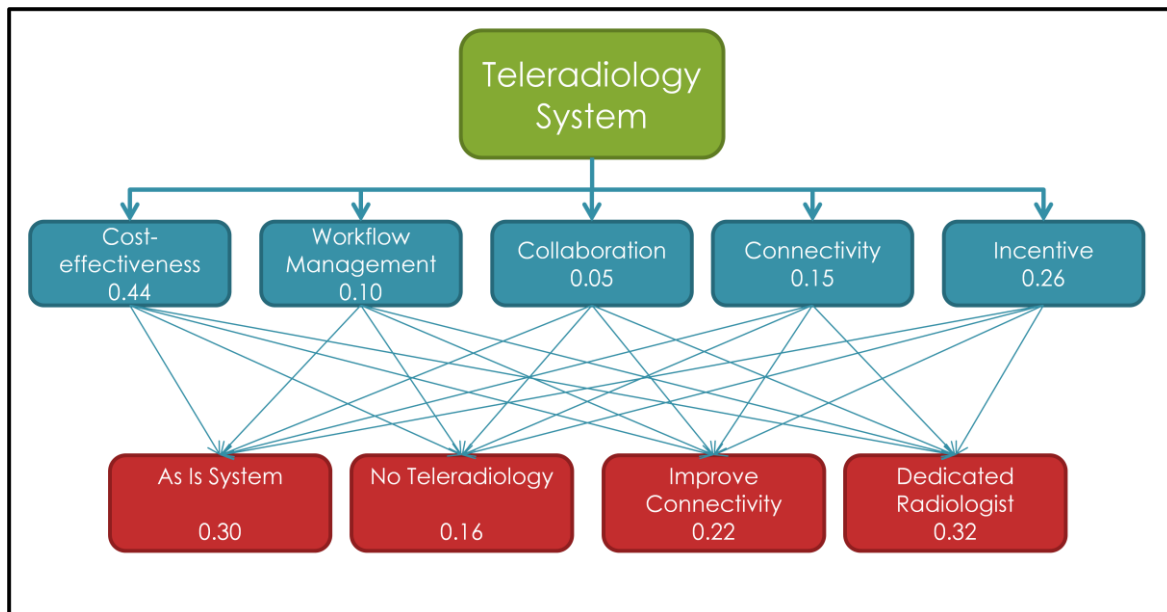 Teleradiology
System
Cost-
effectiveness
0.44
Workflow
Management
0.10
Collaboration
0.05
Connectivity
0.15
Incentive
0.26
As Is System
0.30
No Teleradiology
0.16
Improve
Connectivity
0.22
Dedicated
Radiologist
0.32